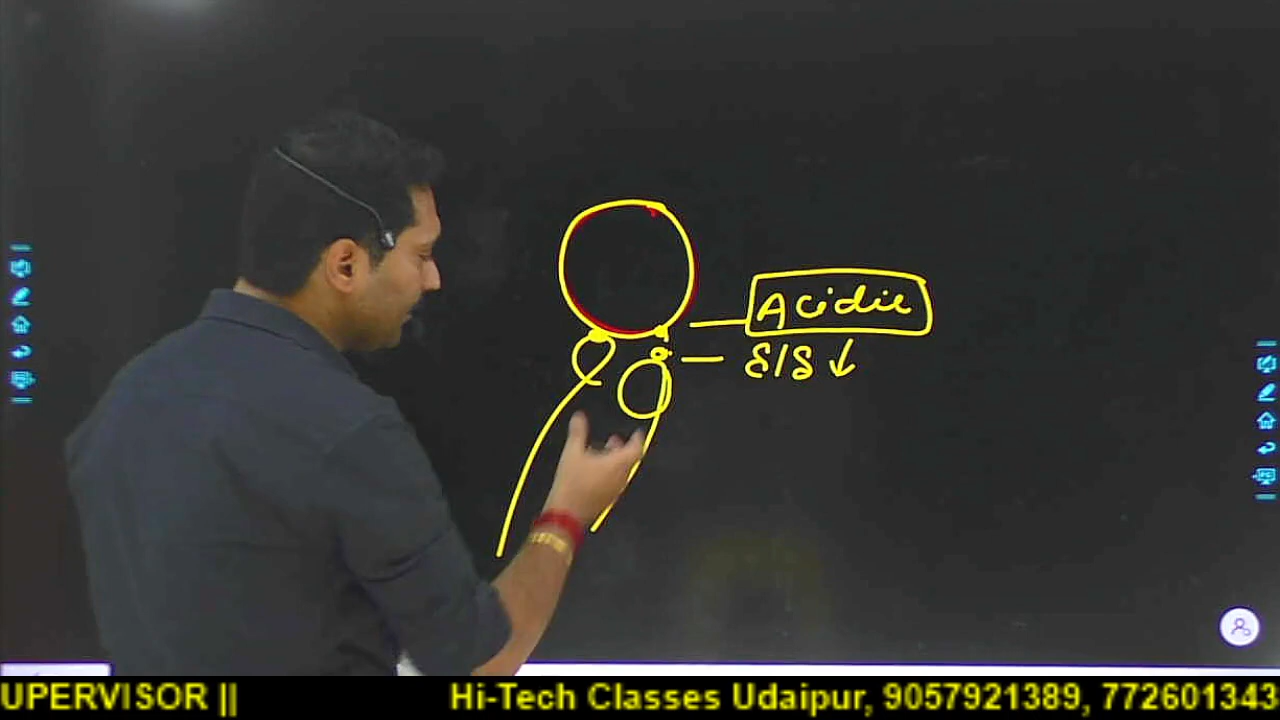 Acidic
S/S ↓
UPERVISOR || Hi-Tech Classes Udaipur, 9057921389, 772601343